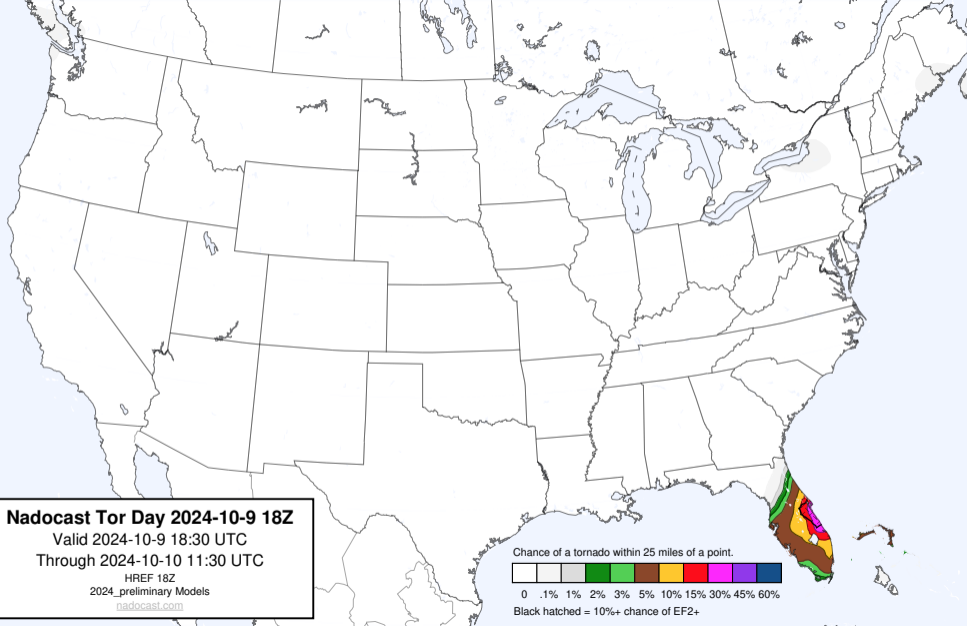 Nadocast Tor Day 2024-10-9 18Z
Valid 2024-10-9 18:30 UTC
Through 2024-10-10 11:30 UTC
HREF 18Z
2024_preliminary Models
nadocast.com
Chance of a tornado within 25 miles of a point.
0 .1% 1% 2% 3% 5% 10% 15% 30% 45% 60%
Black hatched = 10%+ chance of EF2+